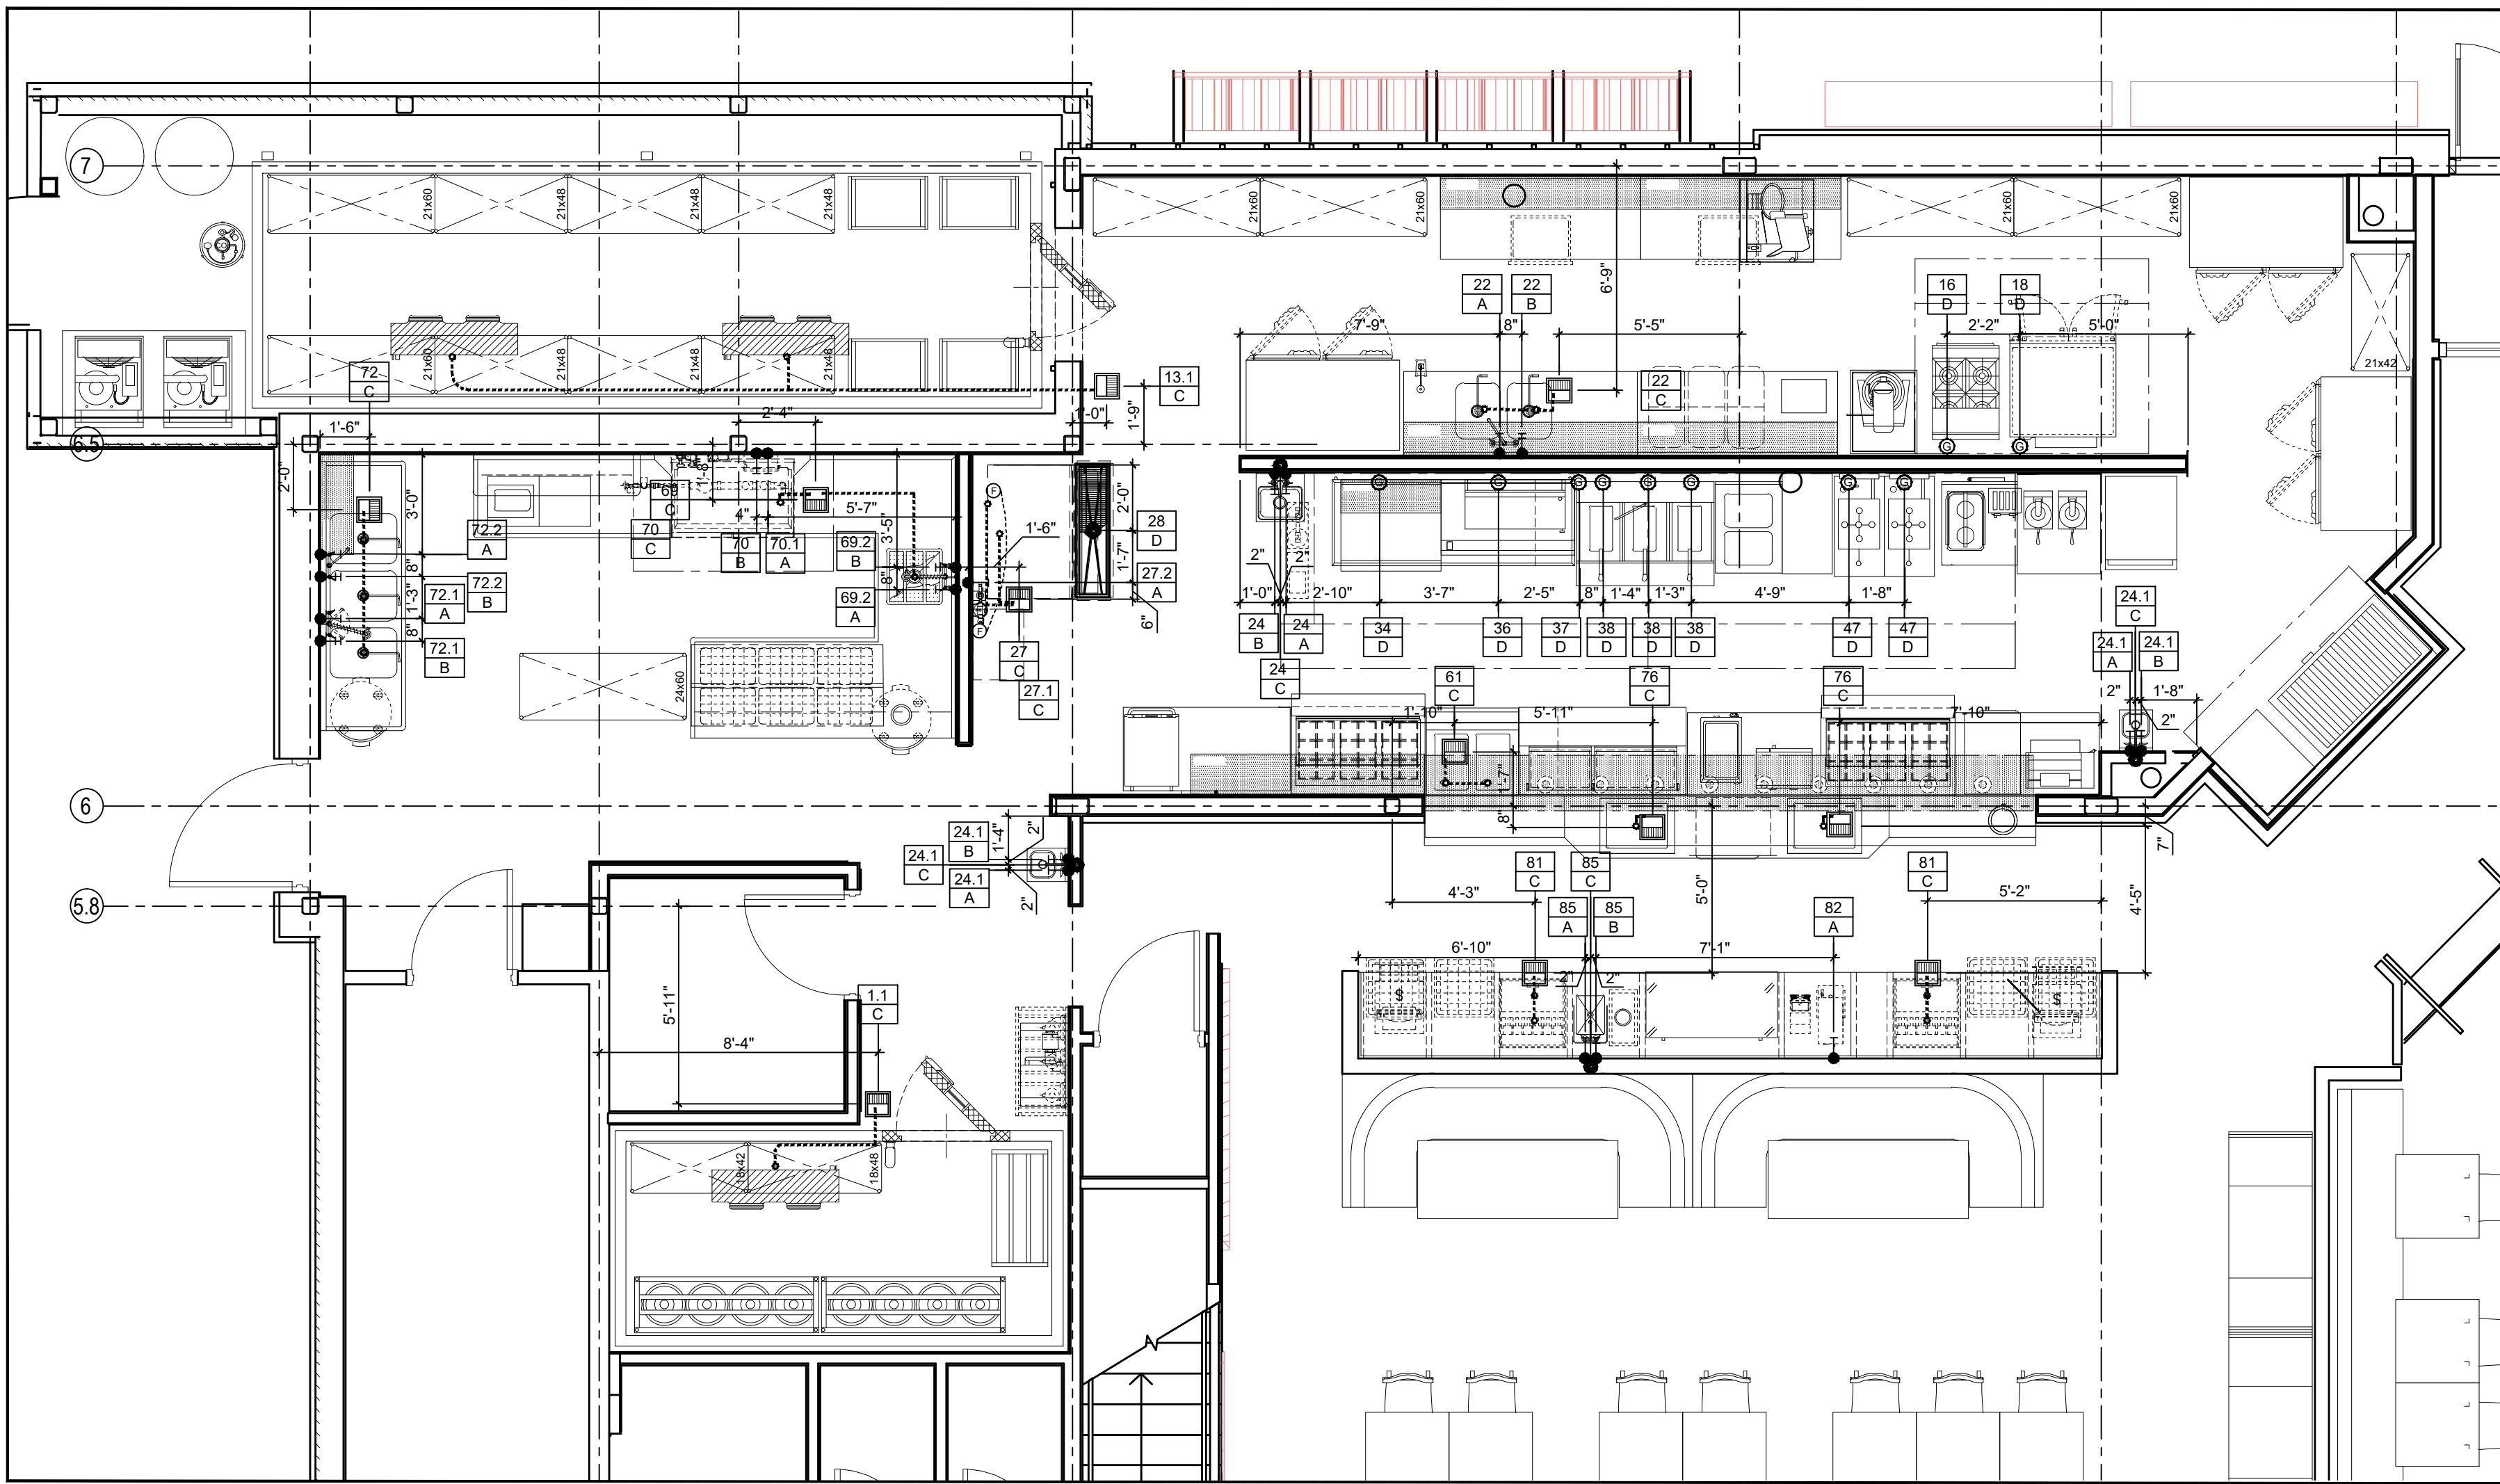 7
CO
21x60
21x48
21x48
21x48
21x60
21x60
21x60
21x60
6'-9"
22
A
22
B
16
D
18
D
7'-9"
8"
5'-5"
2'-2"
5'-0"
21x60
21x48
21x48
21x48
72
C
13.1
C
22
C
21x42
1'-6"
2'-4"
1'-0"
1'-9"
6.5
G
G
2'-0"
3'-0"
1'-8"
69
C
4"
5'-7"
3'-5"
F
2'-0"
1'-6"
28
D
G
G
G
G
G
G
G
G
72.2
A
70
C
70
B
70.1
A
69.2
B
8"
1'-7"
2"
2"
8"
72.2
B
1'-3"
72.1
A
69.2
A
8"
27.2
A
6"
F
1'-0"
2'-10"
3'-7"
2'-5"
8"
1'-4"
1'-3"
4'-9"
1'-8"
24.1
C
8"
72.1
B
24x60
27
C
27.1
C
24
B
24
A
24
C
34
D
36
D
37
D
38
D
38
D
38
D
47
D
47
D
24.1
A
24.1
B
61
C
76
C
76
C
2"
1'-8"
2"
1'-10"
5'-11"
7'-10"
1'-7"
8"
6
24.1
B
24.1
C
24.1
A
1'-4"
2"
2"
7"
5.8
81
C
85
C
81
C
4'-3"
5'-0"
5'-2"
4'-5"
85
A
85
B
82
A
6'-10"
7'-1"
2"
2"
$
$
5'-11"
1.1
C
8'-4"
18x42
18x48